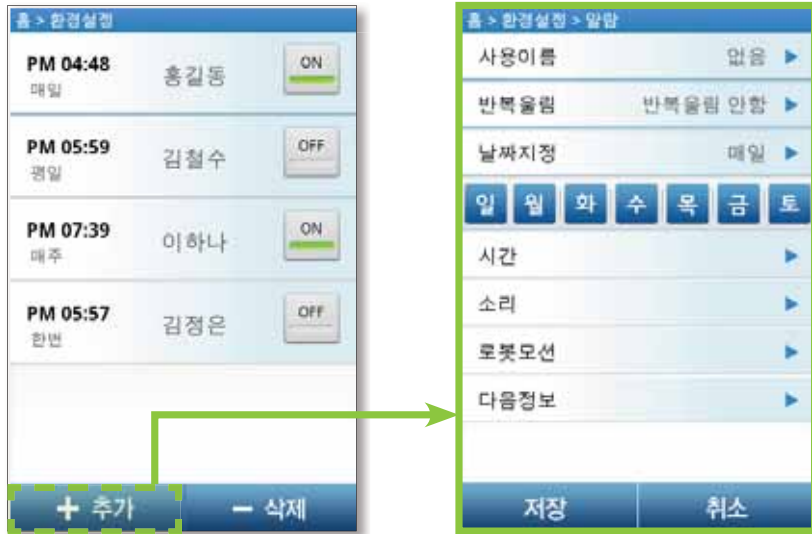 홈 > 환경설정
PM 04:48 홍길동 ON
매일
PM 05:59 김철수 OFF
평일
PM 07:39 이하나 ON
매주
PM 05:57 김정은 OFF
한번
+ 추가 － 삭제
홈 > 환경설정 > 알람
사용이름 없음 ▶
반복울림 반복울림 안함 ▶
날짜지정 매일 ▶
일 월 화 수 목 금 토
시간 ▶
소리 ▶
로봇모션 ▶
다음정보 ▶
저장 취소